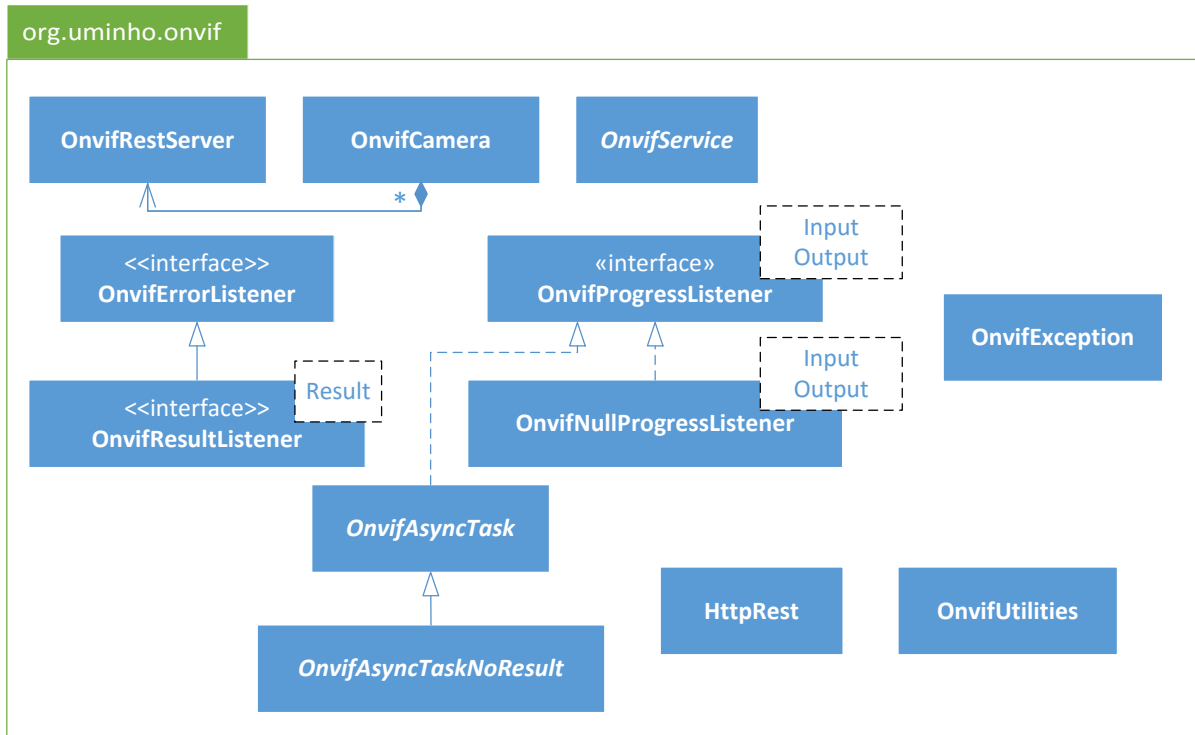 org.uminho.onvif
OnvifRestServer
OnvifCamera
OnvifService
*
<<interface>>
OnvifErrorListener
«interface»
OnvifProgressListener
Input
Output
OnvifException
<<interface>>
OnvifResultListener
Result
OnvifNullProgressListener
Input
Output
OnvifAsyncTask
HttpRest
OnvifUtilities
OnvifAsyncTaskNoResult